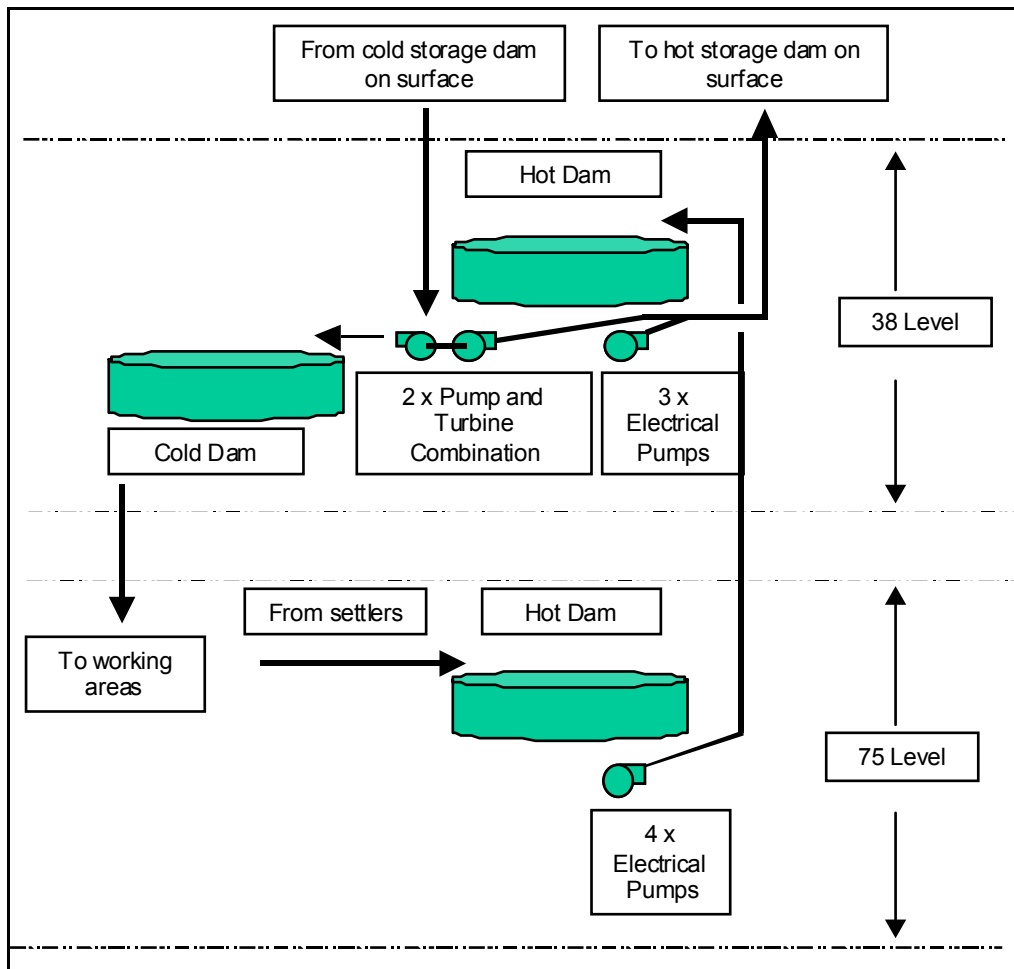 From cold storage dam
on surface
To hot storage dam on
surface
Hot Dam
38 Level
2 x Pump and
Turbine
Combination
3 x
Electrical
Pumps
Cold Dam
From settlers
Hot Dam
To working
areas
75 Level
4 x
Electrical
Pumps